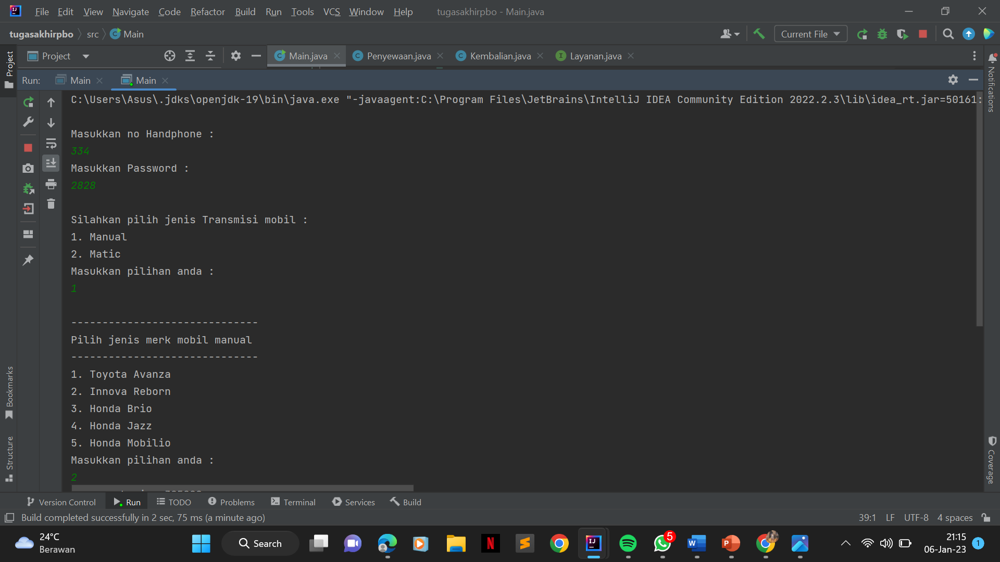 File Edit View Navigate Code Refactor Build Run Tools VCS Window Help tugasakhirpbo - Main.java
tugasakhirpbo src Main Current File
Project Main.java Penyewaan.java Kembalian.java Layanan.java
Project
Notifications
Run: Main Main
C:\Users\Asus\.jdks\openjdk-19\bin\java.exe "-javaagent:C:\Program Files\JetBrains\IntelliJ IDEA Community Edition 2022.2.3\lib\idea_rt.jar=50161:
Masukkan no Handphone :
334
Masukkan Password :
2828
Silahkan pilih jenis Transmisi mobil :
1. Manual
2. Matic
Masukkan pilihan anda :
1
------------------------------
Pilih jenis merk mobil manual
------------------------------
1. Toyota Avanza
2. Innova Reborn
3. Honda Brio
4. Honda Jazz
5. Honda Mobilio
Masukkan pilihan anda :
2
Bookmarks
Structure
Coverage
Version Control Run TODO Problems Terminal Services Build
Build completed successfully in 2 sec, 75 ms (a minute ago) 39:1 LF UTF-8 4 spaces
24°C
Berawan
Search
5
21:15
06-Jan-23
1